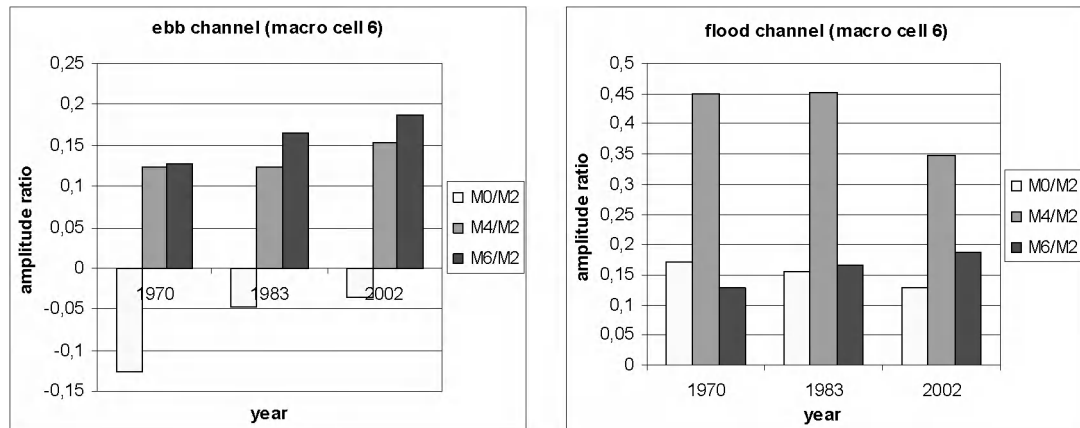 ebb channel (macro cell 6)
0,25
0,2
0,15
0,1
0,05
0
-0,05
-0,1
-0,15
amplitude ratio
1970
1983
2002
year
M0/M2
M4/M2
M6/M2
flood channel (macro cell 6)
0,5
0,45
0,4
0,35
0,3
0,25
0,2
0,15
0,1
0,05
0
amplitude ratio
1970
1983
2002
year
M0/M2
M4/M2
M6/M2